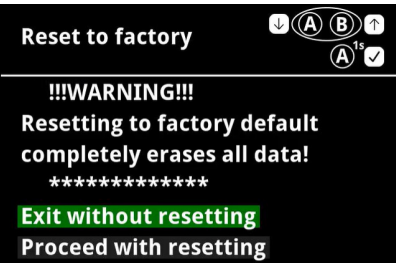 Reset to factory
↓ A B ↑
A 1s ✓
!!!WARNING!!!
Resetting to factory default
completely erases all data!
*************
Exit without resetting
Proceed with resetting